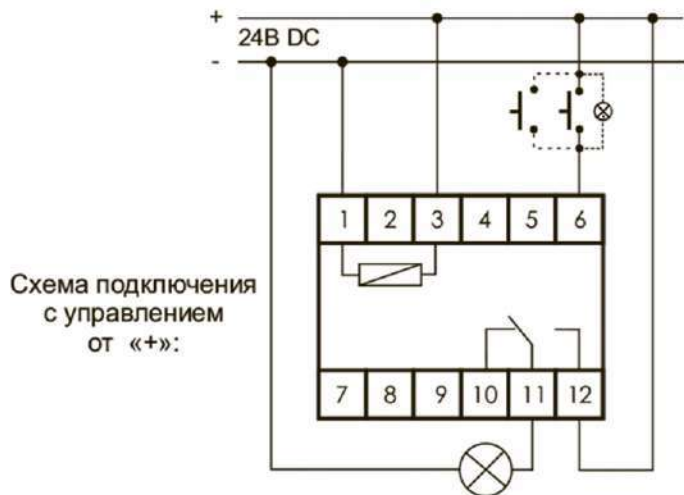 +
24В DC
-
1 2 3 4 5 6
Схема подключения
с управлением
от «+»:
7 8 9 10 11 12